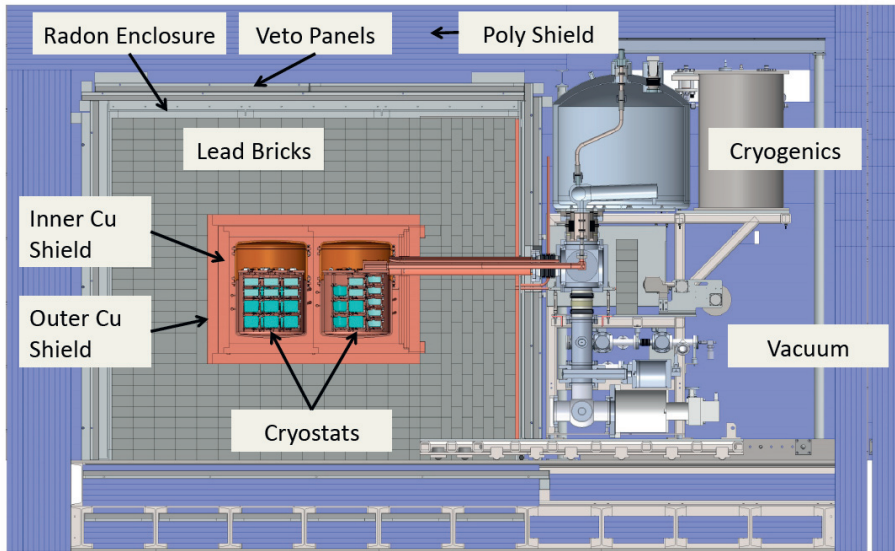 Radon Enclosure
Veto Panels
Poly Shield
Lead Bricks
Cryogenics
Inner Cu
Shield
Outer Cu
Shield
Vacuum
Cryostats